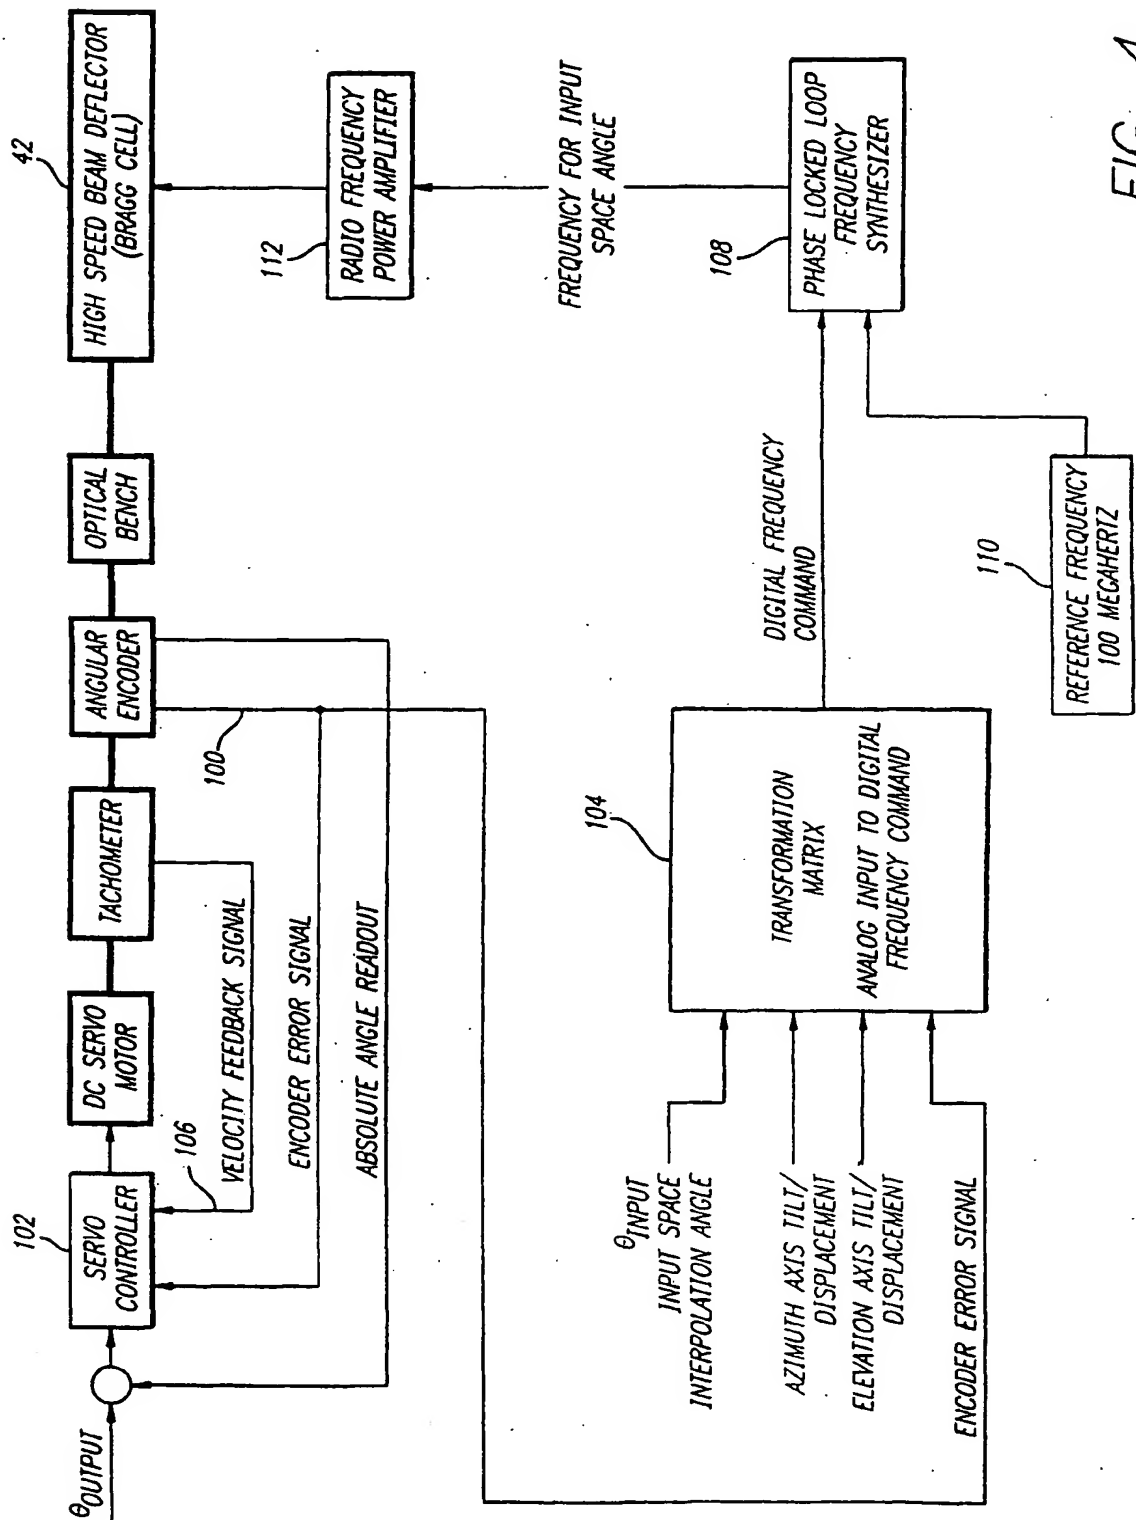 θOUTPUT
102
SERVO
CONTROLLER
DC SERVO
MOTOR
TACHOMETER
ANGULAR
ENCODER
OPTICAL
BENCH
42
HIGH SPEED BEAM DEFLECTOR
(BRAGG CELL)
106
VELOCITY FEEDBACK SIGNAL
100
ENCODER ERROR SIGNAL
ABSOLUTE ANGLE READOUT
112
RADIO FREQUENCY
POWER AMPLIFIER
FREQUENCY FOR INPUT
SPACE ANGLE
θINPUT
INPUT SPACE
INTERPOLATION ANGLE
AZIMUTH AXIS TILT/
DISPLACEMENT
ELEVATION AXIS TILT/
DISPLACEMENT
ENCODER ERROR SIGNAL
104
TRANSFORMATION
MATRIX
ANALOG INPUT TO DIGITAL
FREQUENCY COMMAND
DIGITAL FREQUENCY
COMMAND
108
PHASE LOCKED LOOP
FREQUENCY
SYNTHESIZER
110
REFERENCE FREQUENCY
100 MEGAHERTZ
FIG. 4